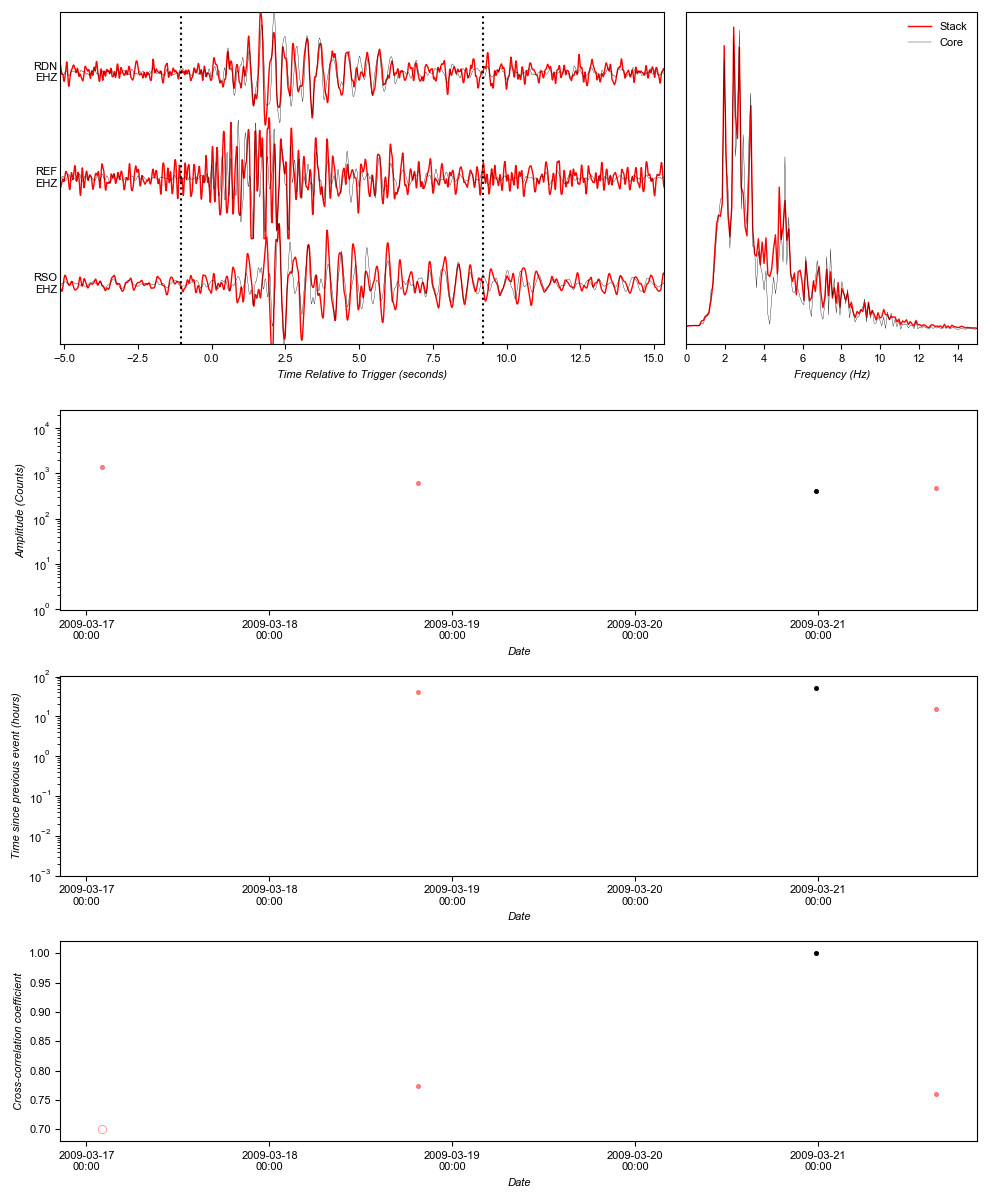 RDN
EHZ
REF
EHZ
RSO
EHZ
−5.0 −2.5 0.0 2.5 5.0 7.5 10.0 12.5 15.0
Time Relative to Trigger (seconds)
Stack
Core
0 2 4 6 8 10 12 14
Frequency (Hz)
Amplitude (Counts)
10⁴
10³
10²
10¹
10⁰
2009-03-17 2009-03-18 2009-03-19 2009-03-20 2009-03-21
00:00 00:00 00:00 00:00 00:00
Date
Time since previous event (hours)
10²
10¹
10⁰
10⁻¹
10⁻²
10⁻³
2009-03-17 2009-03-18 2009-03-19 2009-03-20 2009-03-21
00:00 00:00 00:00 00:00 00:00
Date
Cross-correlation coefficient
1.00
0.95
0.90
0.85
0.80
0.75
0.70
2009-03-17 2009-03-18 2009-03-19 2009-03-20 2009-03-21
00:00 00:00 00:00 00:00 00:00
Date